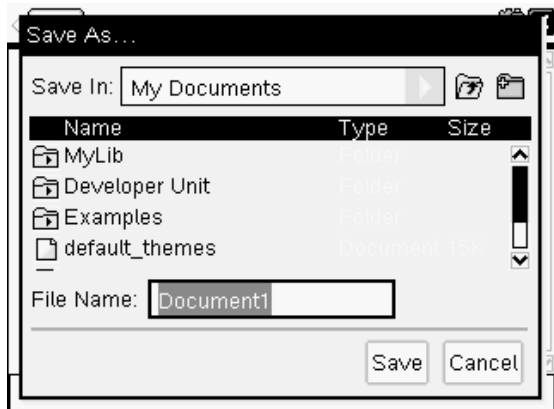 Save As...
Save In: My Documents
Name Type Size
MyLib Folder
Developer Unit Folder
Examples Folder
default_themes Document 15K
File Name: Document1
Save Cancel